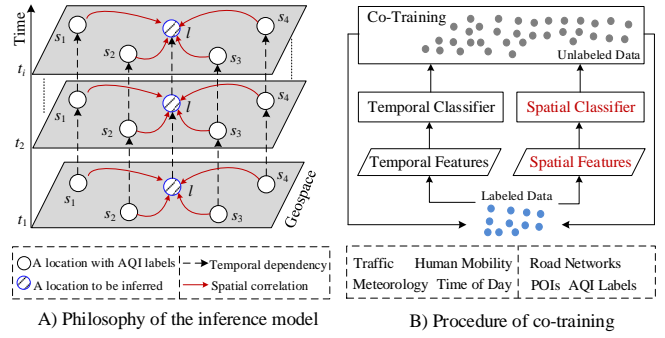 Time
s1
s2
l
s3
s4
ti
s1
s2
l
s3
s4
t2
s1
s2
l
s3
s4
t1
Geospace
A location with AQI labels
Temporal dependency
A location to be inferred
Spatial correlation
A) Philosophy of the inference model
Co-Training
Unlabeled Data
Temporal Classifier
Spatial Classifier
Temporal Features
Spatial Features
Labeled Data
Traffic Human Mobility
Road Networks
Meteorology Time of Day
POIs AQI Labels
B) Procedure of co-training